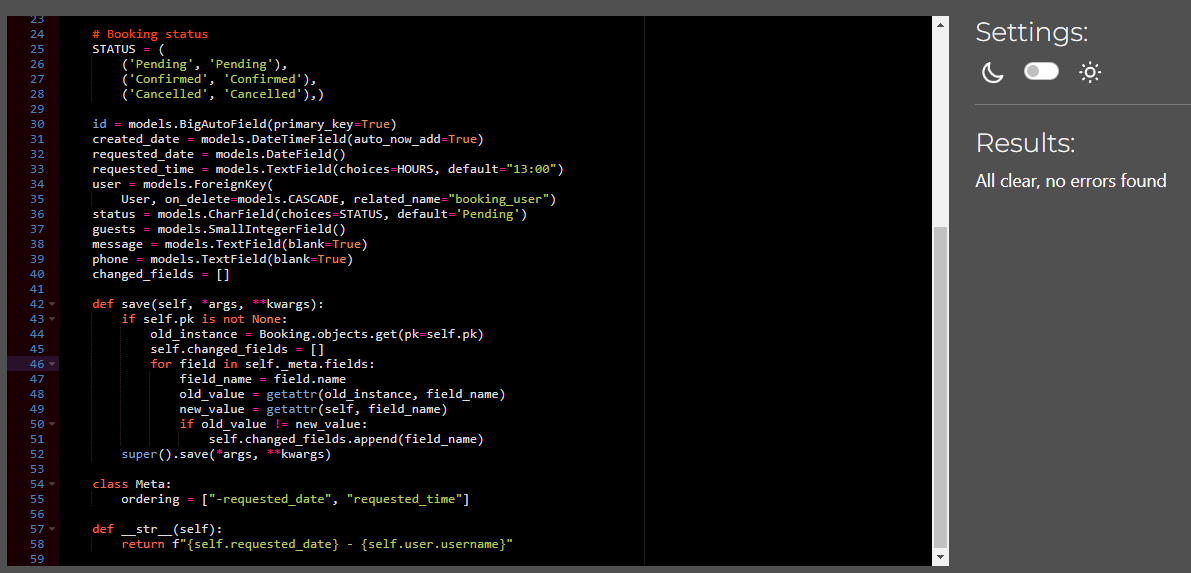 23
24 # Booking status
25 STATUS = (
26 ('Pending', 'Pending'),
27 ('Confirmed', 'Confirmed'),
28 ('Cancelled', 'Cancelled'),)
29
30 id = models.BigAutoField(primary_key=True)
31 created_date = models.DateTimeField(auto_now_add=True)
32 requested_date = models.DateField()
33 requested_time = models.TextField(choices=HOURS, default="13:00")
34 user = models.ForeignKey(
35 User, on_delete=models.CASCADE, related_name="booking_user")
36 status = models.CharField(choices=STATUS, default='Pending')
37 guests = models.SmallIntegerField()
38 message = models.TextField(blank=True)
39 phone = models.TextField(blank=True)
40 changed_fields = []
41
42 def save(self, *args, **kwargs):
43 if self.pk is not None:
44 old_instance = Booking.objects.get(pk=self.pk)
45 self.changed_fields = []
46 for field in self._meta.fields:
47 field_name = field.name
48 old_value = getattr(old_instance, field_name)
49 new_value = getattr(self, field_name)
50 if old_value != new_value:
51 self.changed_fields.append(field_name)
52 super().save(*args, **kwargs)
53
54 class Meta:
55 ordering = ["-requested_date", "requested_time"]
56
57 def __str__(self):
58 return f"{self.requested_date} - {self.user.username}"
59
Settings:
Results:
All clear, no errors found